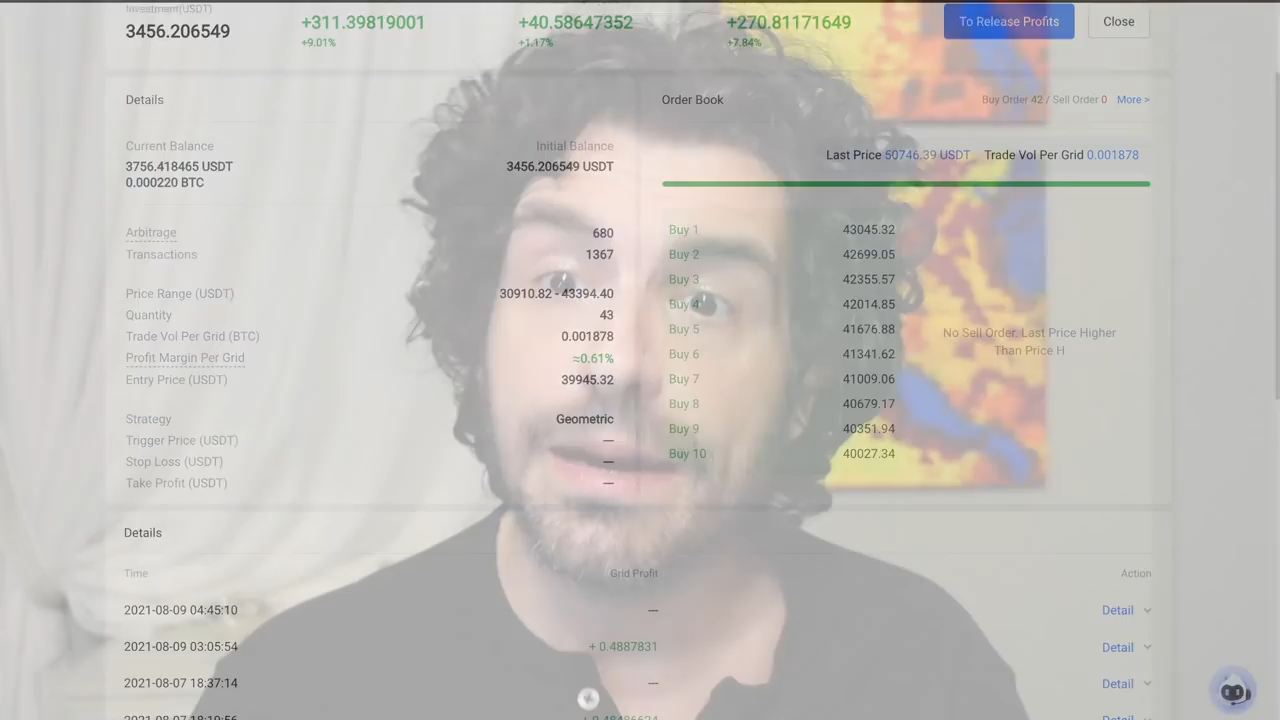 Investment(USDT)
3456.206549
+311.39819001
+9.01%
+40.58647352
+1.17%
+270.81171649
+7.84%
To Release Profits
Close
Details
Current Balance
Initial Balance
3756.418465 USDT
3456.206549 USDT
0.000220 BTC
Arbitrage
680
Transactions
1367
Price Range (USDT)
30910.82 - 43394.40
Quantity
43
Trade Vol Per Grid (BTC)
0.001878
Profit Margin Per Grid
≈0.61%
Entry Price (USDT)
39945.32
Strategy
Geometric
Trigger Price (USDT)
—
Stop Loss (USDT)
—
Take Profit (USDT)
—
Order Book
Buy Order 42 / Sell Order 0 More >
Last Price 50746.39 USDT Trade Vol Per Grid 0.001878
Buy 1 43045.32
Buy 2 42699.05
Buy 3 42355.57
Buy 4 42014.85
Buy 5 41676.88
Buy 6 41341.62
Buy 7 41009.06
Buy 8 40679.17
Buy 9 40351.94
Buy 10 40027.34
No Sell Order. Last Price Higher
Than Price H
Details
Time Grid Profit Action
2021-08-09 04:45:10 — Detail
2021-08-09 03:05:54 + 0.4887831 Detail
2021-08-07 18:37:14 — Detail